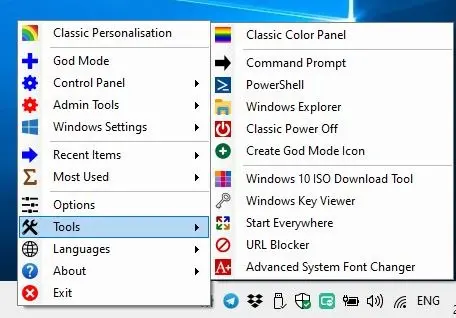 Classic Personalisation
God Mode
Control Panel
Admin Tools
Windows Settings
Recent Items
Most Used
Options
Tools
Languages
About
Exit
Classic Color Panel
Command Prompt
PowerShell
Windows Explorer
Classic Power Off
Create God Mode Icon
Windows 10 ISO Download Tool
Windows Key Viewer
Start Everywhere
URL Blocker
Advanced System Font Changer
ENG